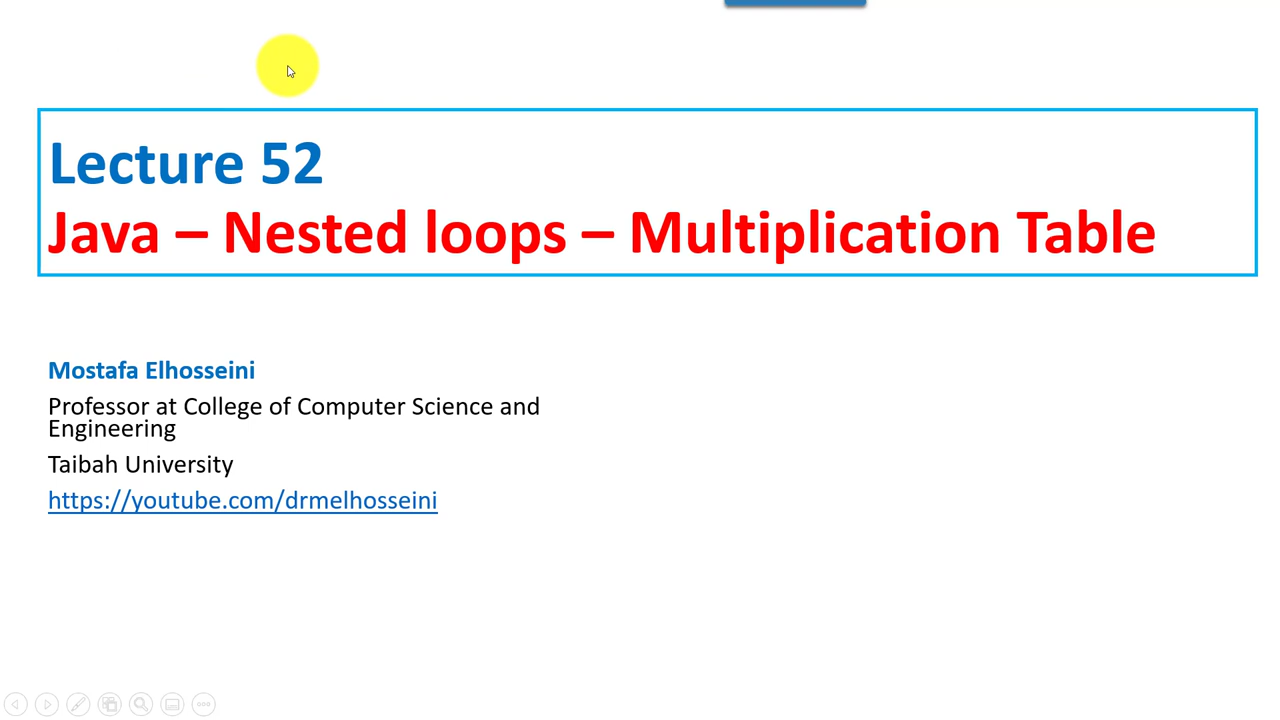 Lecture 52
Java – Nested loops – Multiplication Table
Mostafa Elhosseini
Professor at College of Computer Science and
Engineering
Taibah University
https://youtube.com/drmelhosseini